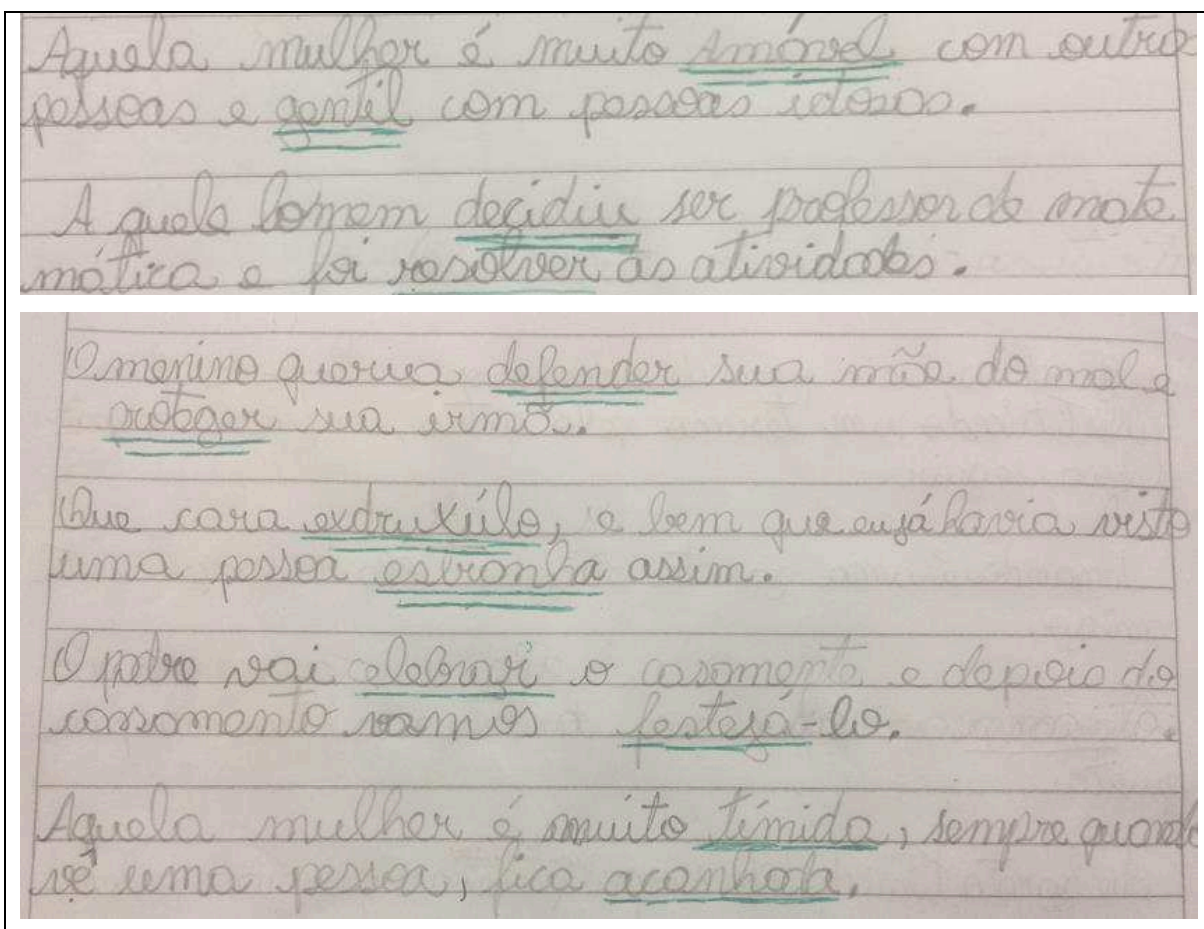 Aquela mulher é muito amável com outras
pessoas e gentil com pessoas idosas.
Aquele homem decidiu ser professor de mate
mática e foi resolver as atividades.
O menino queria defender sua mãe do mal e
proteger sua irmã.
Que cara exdruxúlo, e bem que eu já havia visto
uma pessoa estranha assim.
O padre vai celebrar o casamento e depois do
casamento vamos festejá-lo.
Aquela mulher é muito tímida, sempre quando
vê uma pessoa, fica acanhada.